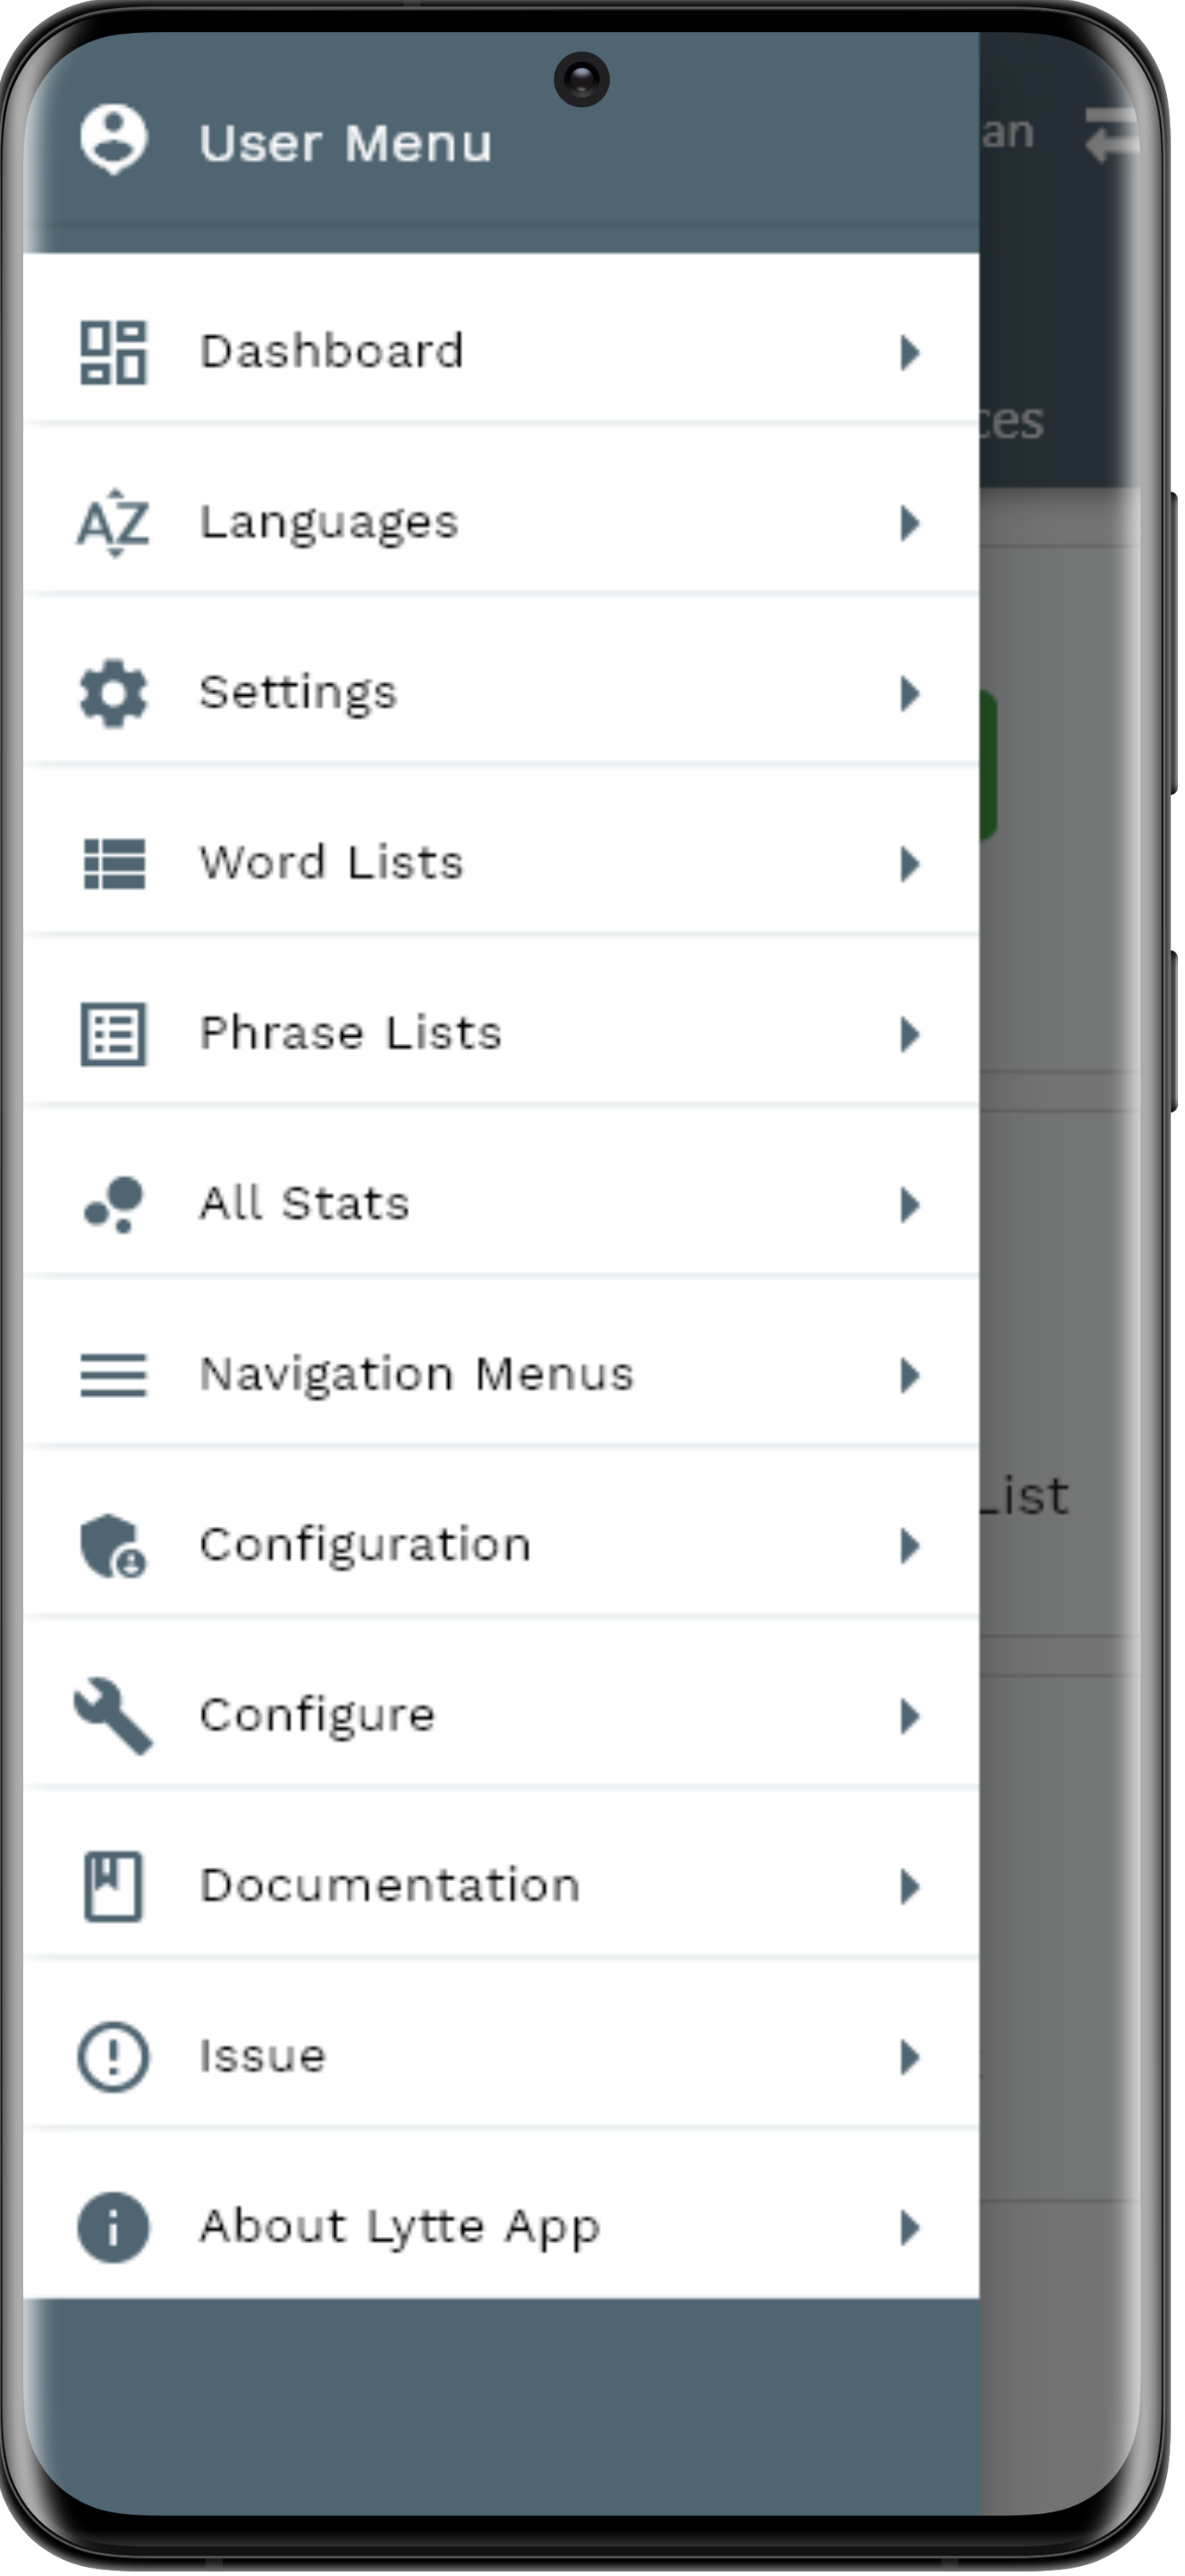 User Menu
an
Dashboard
ces
Languages
Settings
Word Lists
Phrase Lists
All Stats
Navigation Menus
List
Configuration
Configure
Documentation
Issue
About Lytte App